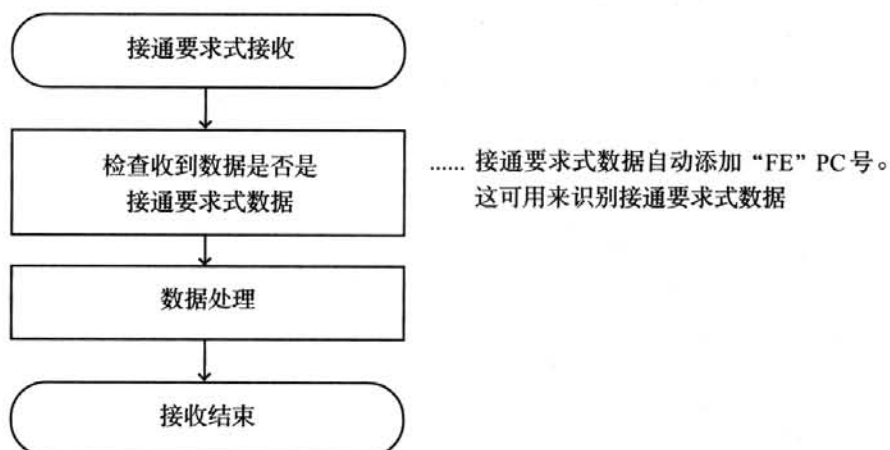 接通要求式接收
检查收到数据是否是
接通要求式数据
…… 接通要求式数据自动添加“FE”PC号。
这可用来识别接通要求式数据
数据处理
接收结束